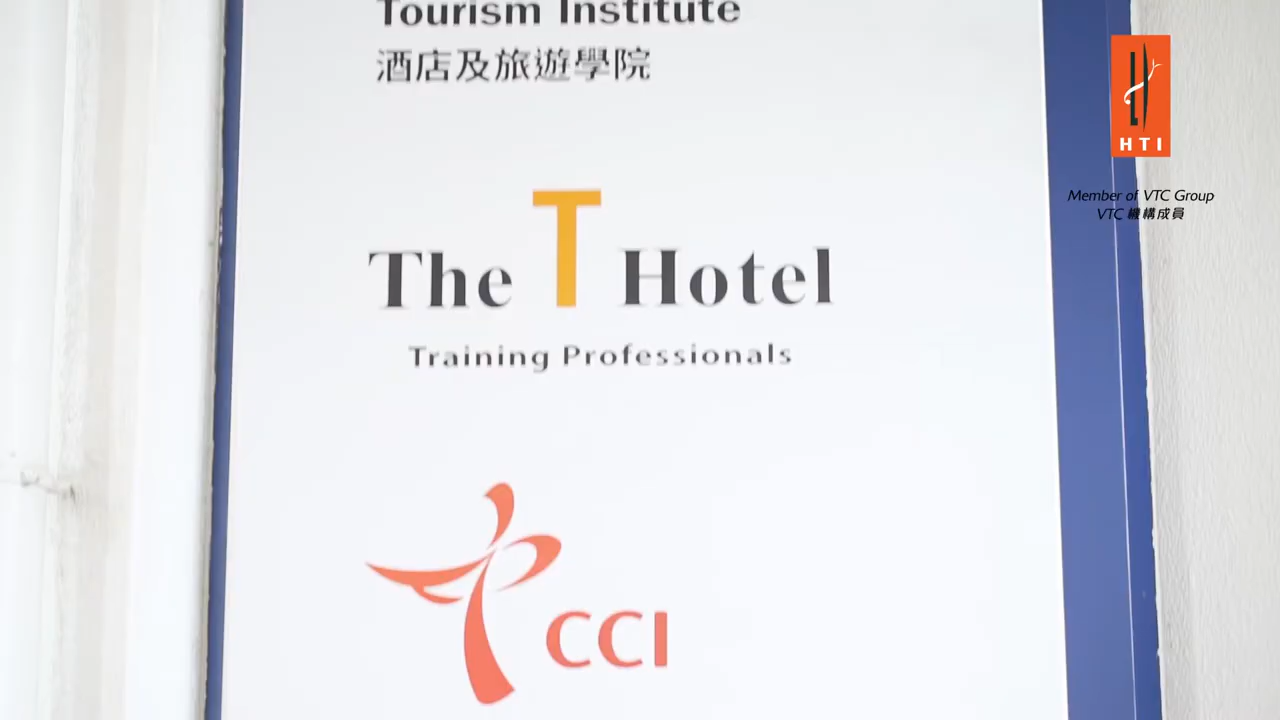 Tourism Institute
酒店及旅遊學院
The T Hotel
Training Professionals
CCI
HTI
Member of VTC Group
VTC 機構成員